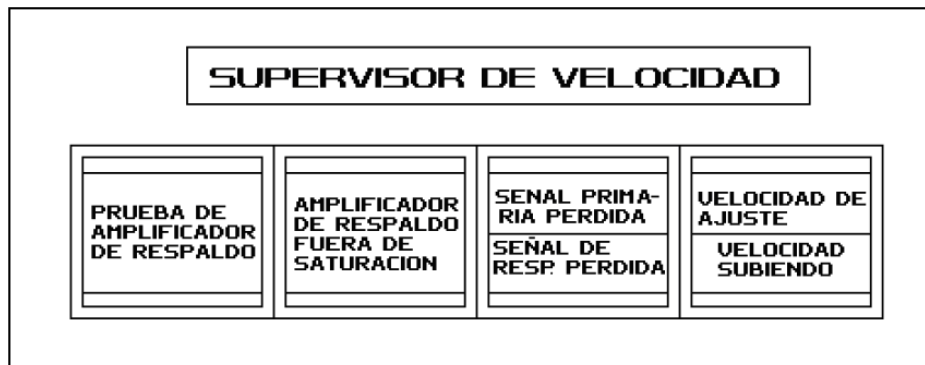 SUPERVISOR DE VELOCIDAD
PRUEBA DE
AMPLIFICADOR
DE RESPALDO
AMPLIFICADOR
DE RESPALDO
FUERA DE
SATURACION
SENAL PRIMA-
RIA PERDIDA
SEÑAL DE
RESP. PERDIDA
VELOCIDAD DE
AJUSTE
VELOCIDAD
SUBIENDO